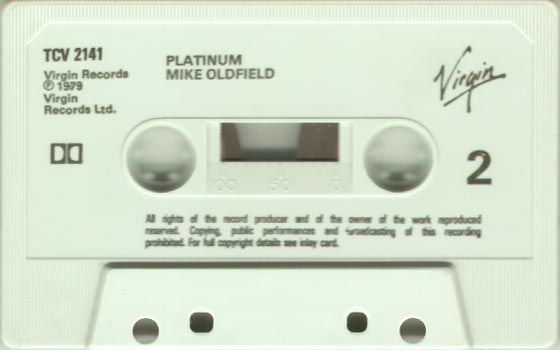 TCV 2141
Virgin Records
℗ 1979
Virgin
Records Ltd.
PLATINUM
MIKE OLDFIELD
Virgin
2
100 50 0
All rights of the record producer and of the owner of the work reproduced
reserved. Copying, public performances and broadcasting of this recording
prohibited. For full copyright details see inlay card.